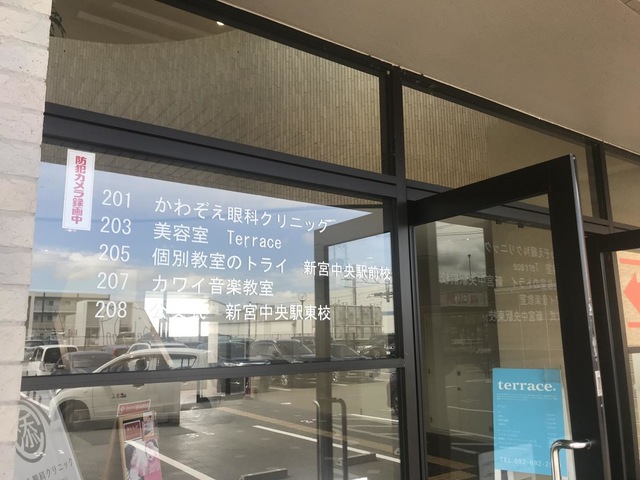 防犯カメラ録画中
201 かわぞえ眼科クリニック
203 美容室 Terrace
205 個別教室のトライ 新宮中央駅前校
207 カワイ音楽教室
208 公文式 新宮中央駅東校
terrace.